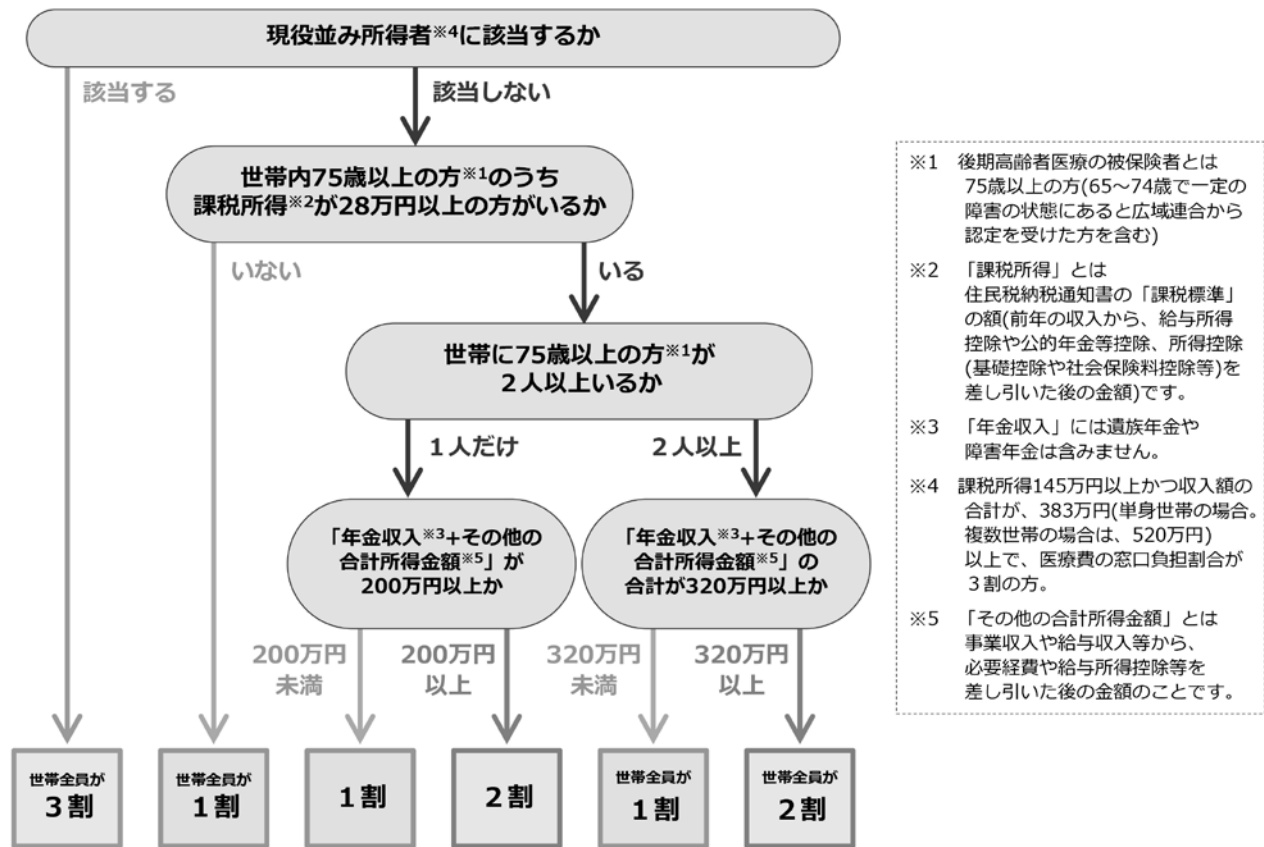 現役並み所得者※4に該当するか
該当する
該当しない
世帯内75歳以上の方※1のうち
課税所得※2が28万円以上の方がいるか
いない
いる
世帯に75歳以上の方※1が
２人以上いるか
１人だけ
２人以上
「年金収入※3+その他の
合計所得金額※5」が
200万円以上か
「年金収入※3+その他の
合計所得金額※5」の
合計が320万円以上か
200万円
未満
200万円
以上
320万円
未満
320万円
以上
世帯全員が
３割
世帯全員が
１割
１割
２割
世帯全員が
１割
世帯全員が
２割
※1 後期高齢者医療の被保険者とは
75歳以上の方(65～74歳で一定の
障害の状態にあると広域連合から
認定を受けた方を含む)
※2 「課税所得」とは
住民税納税通知書の「課税標準」
の額(前年の収入から、給与所得
控除や公的年金等控除、所得控除
(基礎控除や社会保険料控除等)を
差し引いた後の金額)です。
※3 「年金収入」には遺族年金や
障害年金は含みません。
※4 課税所得145万円以上かつ収入額の
合計が、383万円(単身世帯の場合。
複数世帯の場合は、520万円)
以上で、医療費の窓口負担割合が
３割の方。
※5 「その他の合計所得金額」とは
事業収入や給与収入等から、
必要経費や給与所得控除等を
差し引いた後の金額のことです。